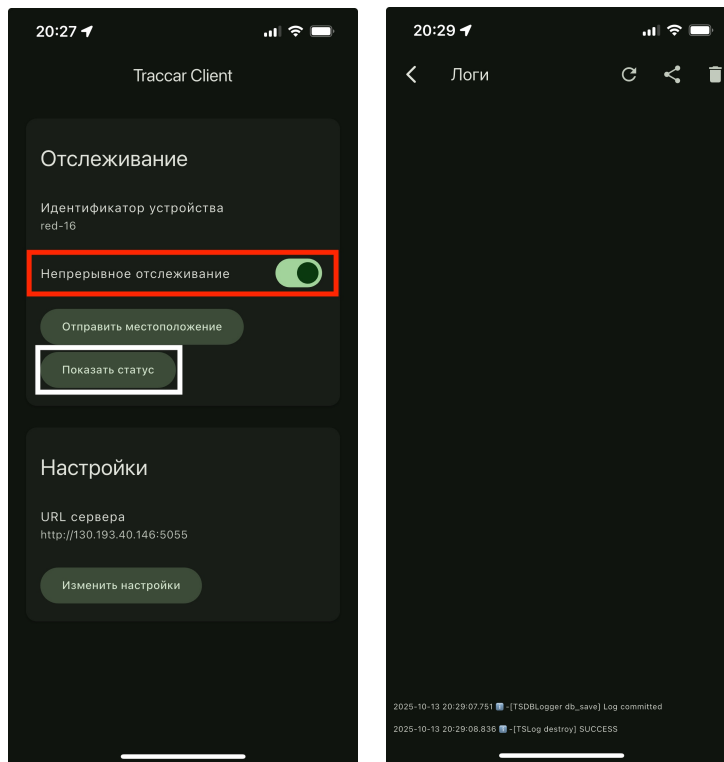 20:27
Traccar Client
Отслеживание
Идентификатор устройства
red-16
Непрерывное отслеживание
Отправить местоположение
Показать статус
Настройки
URL сервера
http://130.193.40.146:5055
Изменить настройки
20:29
Логи
2025-10-13 20:29:07.751 ℹ️ -[TSDBLogger db_save] Log committed
2025-10-13 20:29:08.836 ℹ️ -[TSLog destroy] SUCCESS